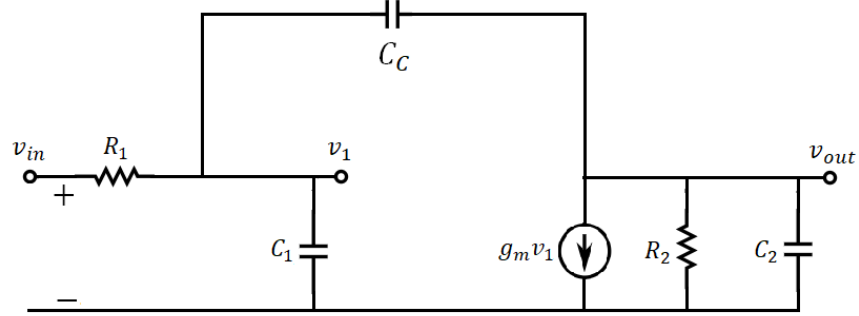 C_C
v_in
R_1
v_1
v_out
+
C_1
g_m v_1
R_2
C_2
−